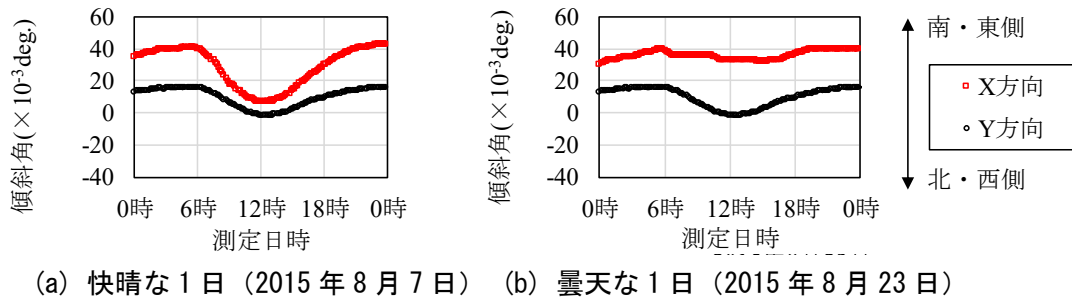 傾斜角(×10⁻³deg.)
60
40
20
0
-20
-40
0時 6時 12時 18時 0時
測定日時
(a) 快晴な1日(2015年8月7日)
傾斜角(×10⁻³deg.)
60
40
20
0
-20
-40
0時 6時 12時 18時 0時
測定日時
(b) 曇天な1日(2015年8月23日)
南・東側
X方向
Y方向
北・西側